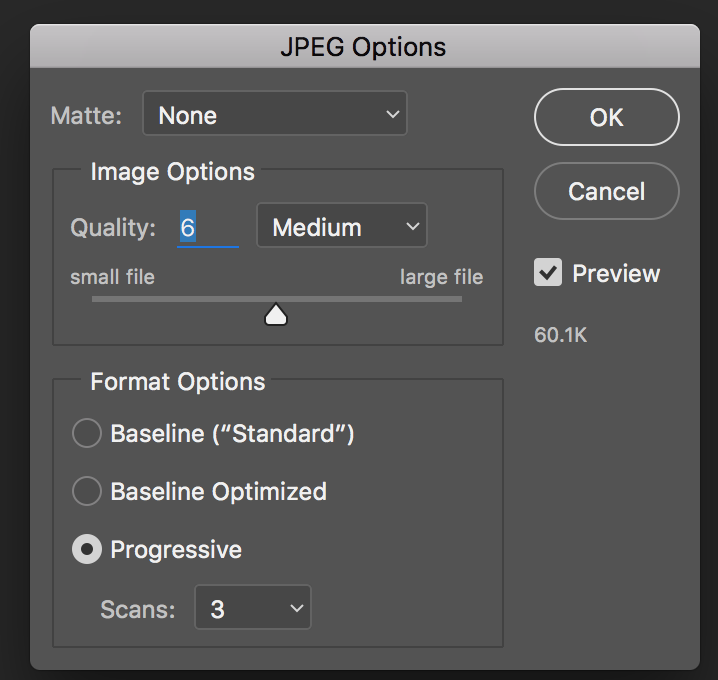 JPEG Options
Matte: None
OK
Image Options
Cancel
Quality: 6 Medium
small file large file
Preview
60.1K
Format Options
Baseline (“Standard”)
Baseline Optimized
Progressive
Scans: 3